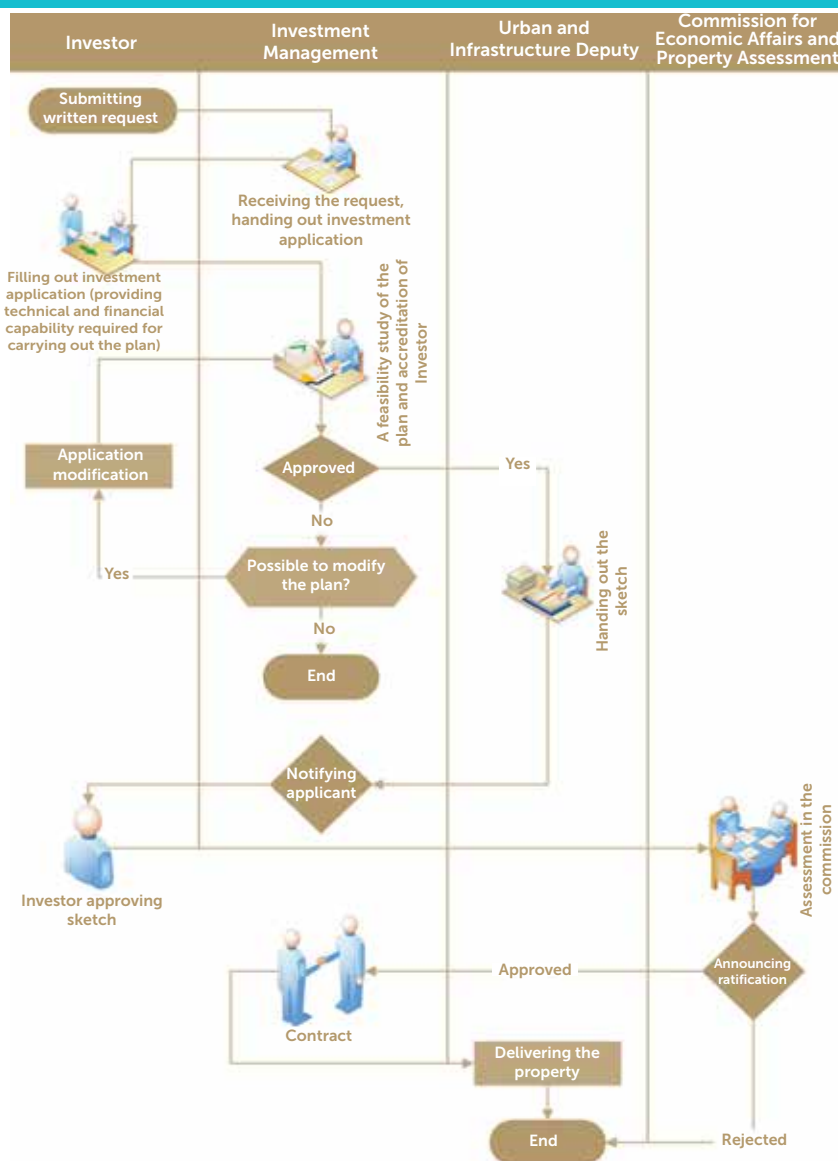 Investor
Investment
Management
Urban and
Infrastructure Deputy
Commission for
Economic Affairs and
Property Assessment
Submitting
written request
Receiving the request,
handing out investment
application
Filling out investment
application (providing
technical and financial
capability required for
carrying out the plan)
A feasibility study of the
plan and accreditation of
Investor
Application
modification
Approved
Yes
No
Possible to modify
the plan?
Yes
Handing out the
sketch
No
End
Notifying
applicant
Investor approving
sketch
Assessment in the
commission
Announcing
ratification
Approved
Contract
Delivering the
property
End
Rejected